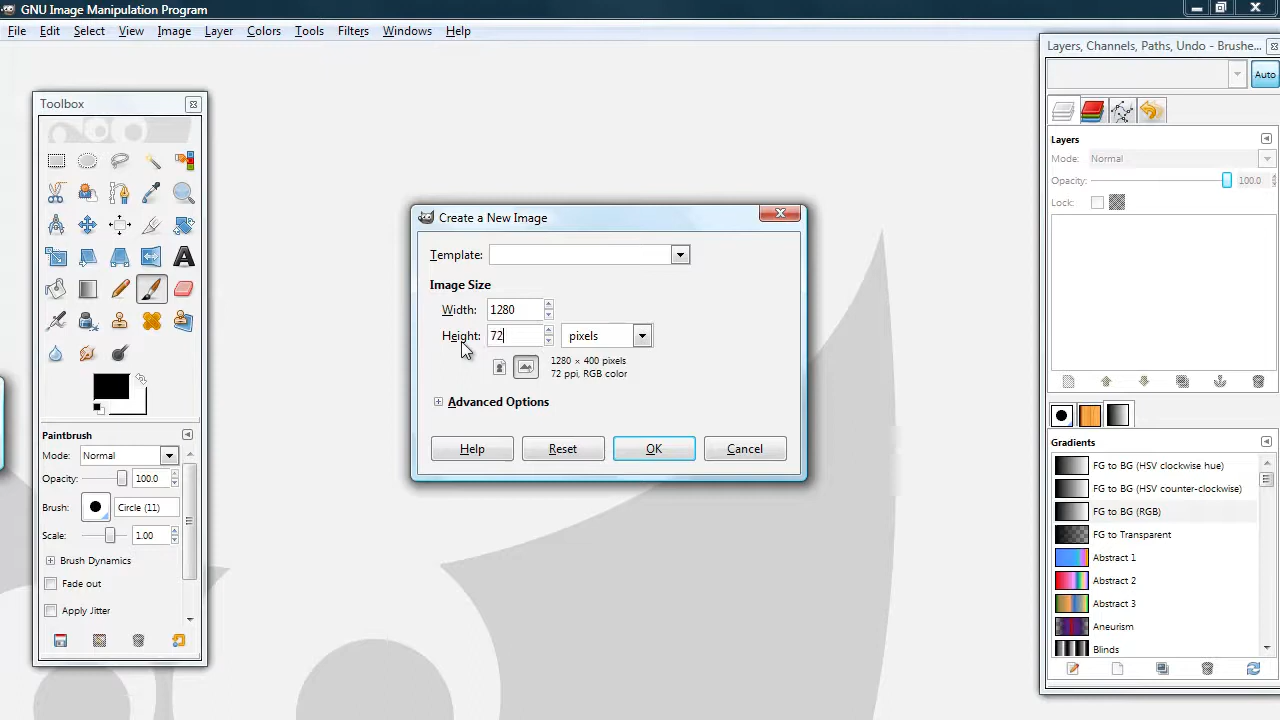 GNU Image Manipulation Program
File Edit Select View Image Layer Colors Tools Filters Windows Help
Toolbox
Paintbrush
Mode: Normal
Opacity: 100.0
Brush: Circle (11)
Scale: 1.00
Brush Dynamics
Fade out
Apply Jitter
Create a New Image
Template:
Image Size
Width: 1280
Height: 72 pixels
1280 × 400 pixels
72 ppi, RGB color
Advanced Options
Help Reset OK Cancel
Layers, Channels, Paths, Undo - Brushe...
Auto
Layers
Mode: Normal
Opacity: 100.0
Lock:
Gradients
FG to BG (HSV clockwise hue)
FG to BG (HSV counter-clockwise)
FG to BG (RGB)
FG to Transparent
Abstract 1
Abstract 2
Abstract 3
Aneurism
Blinds